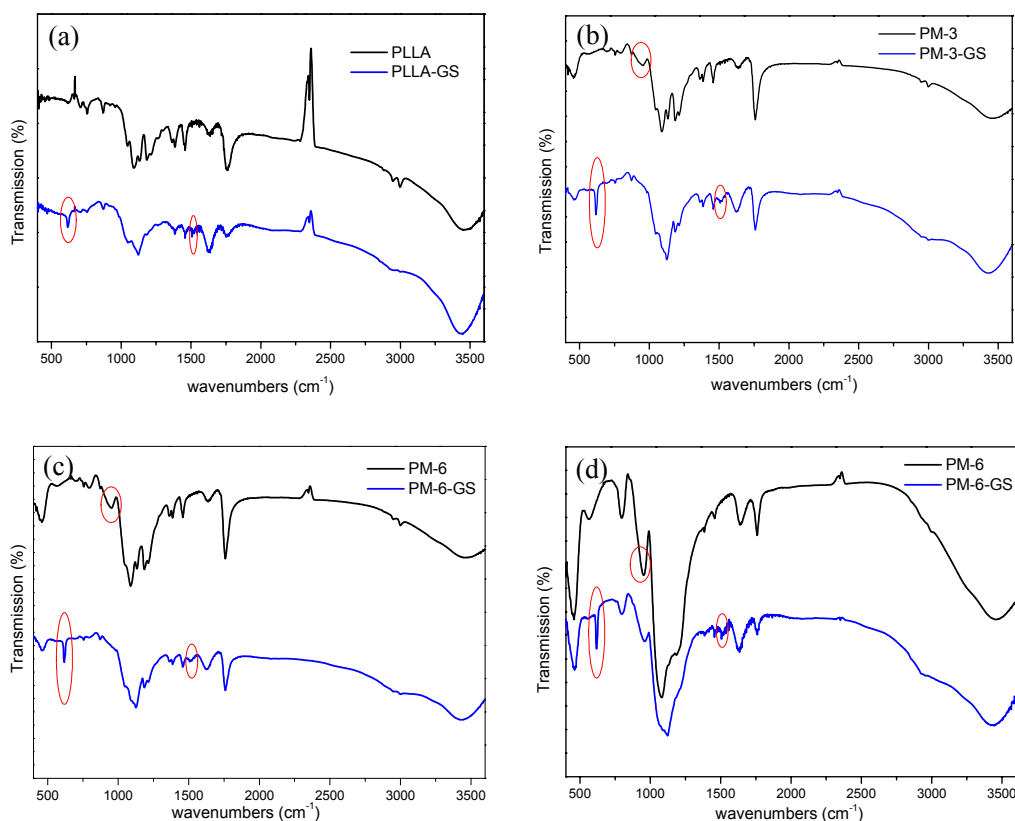 (a)
PLLA
PLLA-GS
Transmission (%)
500 1000 1500 2000 2500 3000 3500
wavenumbers (cm⁻¹)
(b)
PM-3
PM-3-GS
Transmission (%)
500 1000 1500 2000 2500 3000 3500
wavenumbers (cm⁻¹)
(c)
PM-6
PM-6-GS
Transmission (%)
500 1000 1500 2000 2500 3000 3500
wavenumbers (cm⁻¹)
(d)
PM-6
PM-6-GS
Transmission (%)
500 1000 1500 2000 2500 3000 3500
wavenumbers (cm⁻¹)